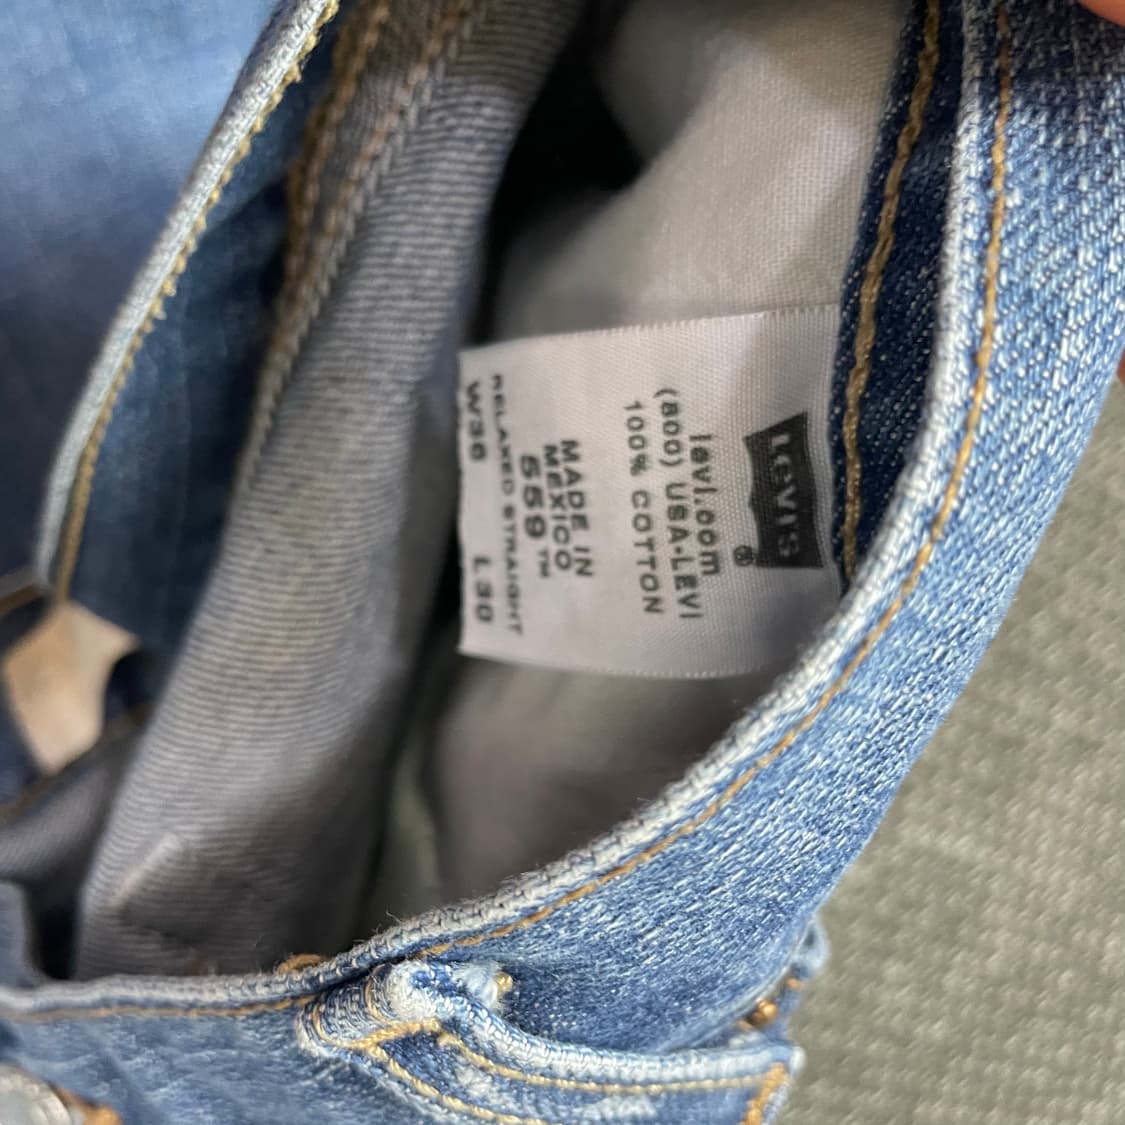 Levi's
®
levi.com
(800) USA-LEVI
100% COTTON
MADE IN
MEXICO
559™
RELAXED STRAIGHT
W36 L30